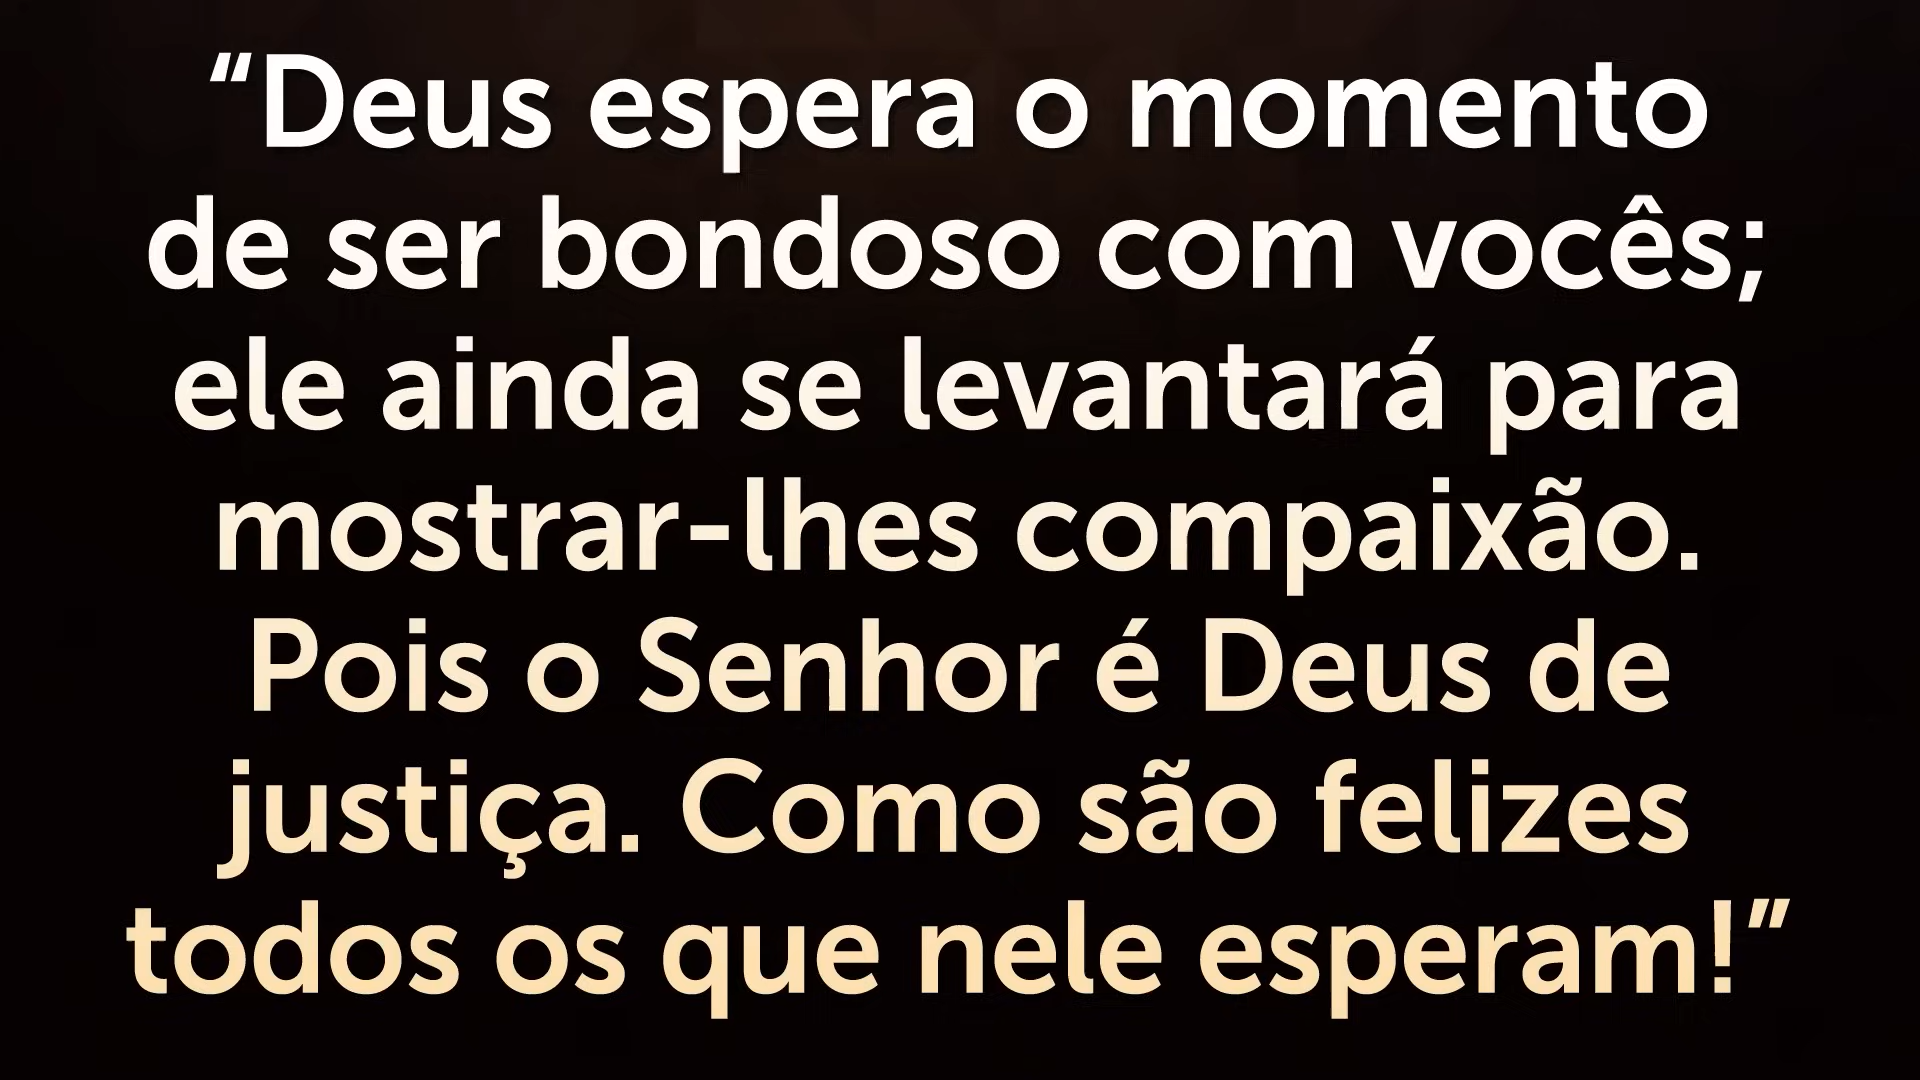 “Deus espera o momento
de ser bondoso com vocês;
ele ainda se levantará para
mostrar-lhes compaixão.
Pois o Senhor é Deus de
justiça. Como são felizes
todos os que nele esperam!”